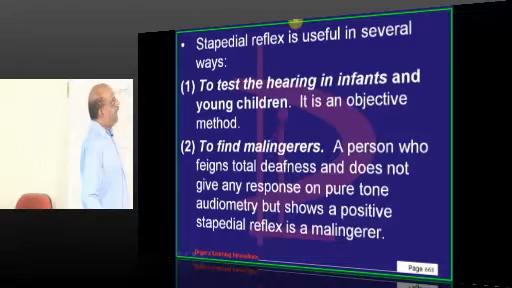 • Stapedial reflex is useful in several
ways:
(1) To test the hearing in infants and
young children. It is an objective
method.
(2) To find malingerers. A person who
feigns total deafness and does not
give any response on pure tone
audiometry but shows a positive
stapedial reflex is a malingerer.
Page 661